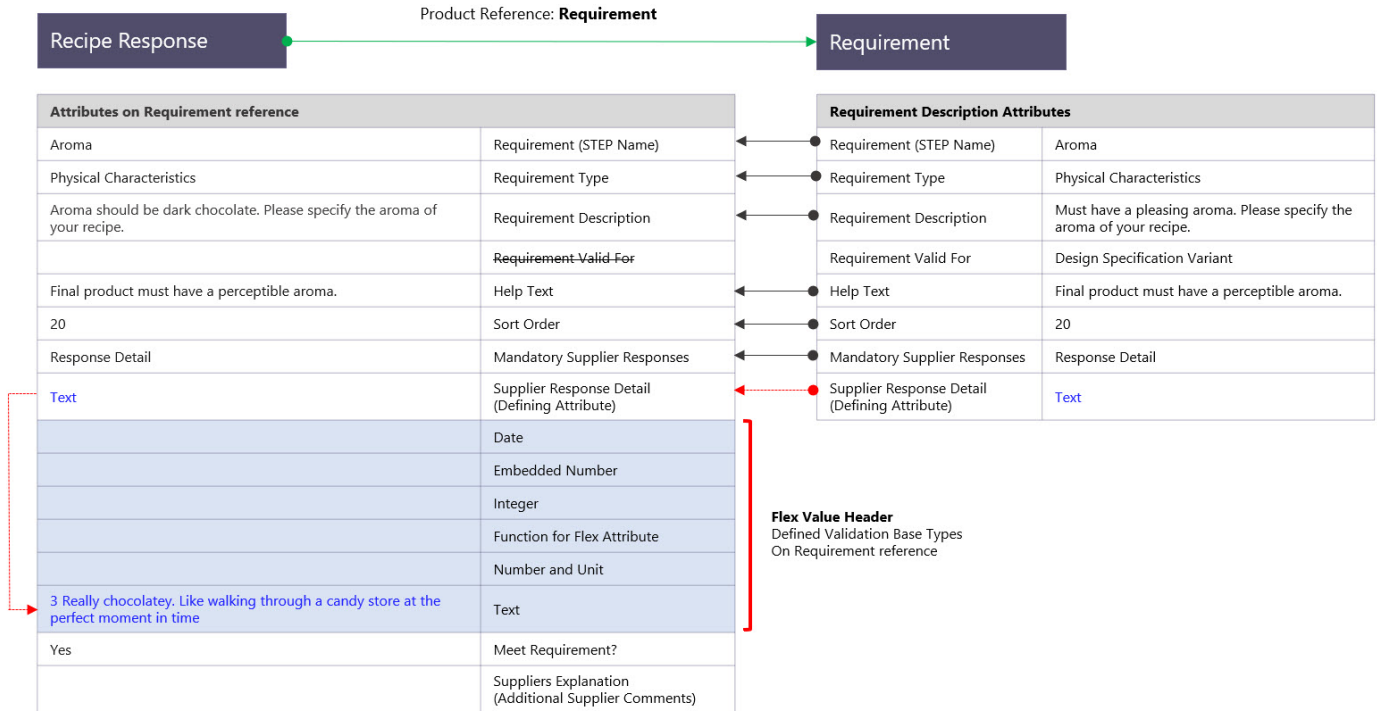 Product Reference: Requirement
Recipe Response
Requirement
Attributes on Requirement reference
Aroma
Requirement (STEP Name)
Physical Characteristics
Requirement Type
Aroma should be dark chocolate. Please specify the aroma of
your recipe.
Requirement Description
Requirement Valid For
Final product must have a perceptible aroma.
Help Text
20
Sort Order
Response Detail
Mandatory Supplier Responses
Text
Supplier Response Detail
(Defining Attribute)
Date
Embedded Number
Integer
Function for Flex Attribute
Number and Unit
3 Really chocolatey. Like walking through a candy store at the
perfect moment in time
Text
Yes
Meet Requirement?
Suppliers Explanation
(Additional Supplier Comments)
Requirement Description Attributes
Requirement (STEP Name)
Aroma
Requirement Type
Physical Characteristics
Requirement Description
Must have a pleasing aroma. Please specify the
aroma of your recipe.
Requirement Valid For
Design Specification Variant
Help Text
Final product must have a perceptible aroma.
Sort Order
20
Mandatory Supplier Responses
Response Detail
Supplier Response Detail
(Defining Attribute)
Text
Flex Value Header
Defined Validation Base Types
On Requirement reference